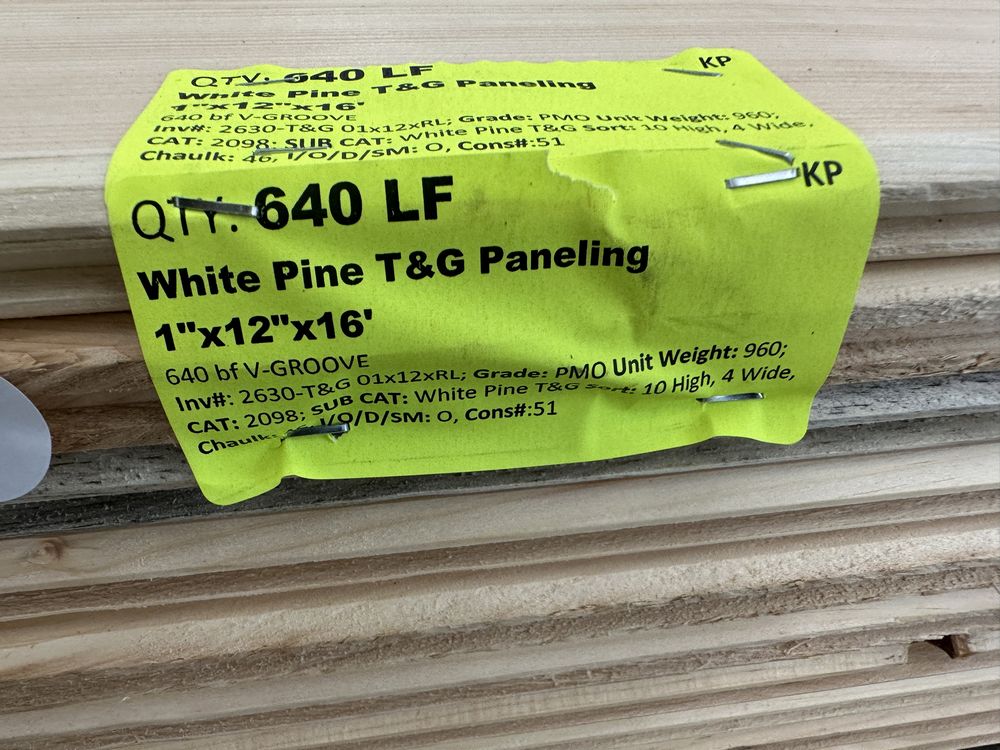 QTY: 640 LF
KP
White Pine T&G Paneling
1"x12"x16'
640 bf V-GROOVE
Inv#: 2630-T&G 01x12xRL; Grade: PMO Unit Weight: 960;
CAT: 2098; SUB CAT: White Pine T&G Sort: 10 High, 4 Wide,
Chaulk: 46, I/O/D/SM: O, Cons#:51
KP
QTY: 640 LF
White Pine T&G Paneling
1"x12"x16'
640 bf V-GROOVE
Inv#: 2630-T&G 01x12xRL; Grade: PMO Unit Weight: 960;
CAT: 2098; SUB CAT: White Pine T&G Sort: 10 High, 4 Wide,
Chaulk: I/O/D/SM: O, Cons#:51